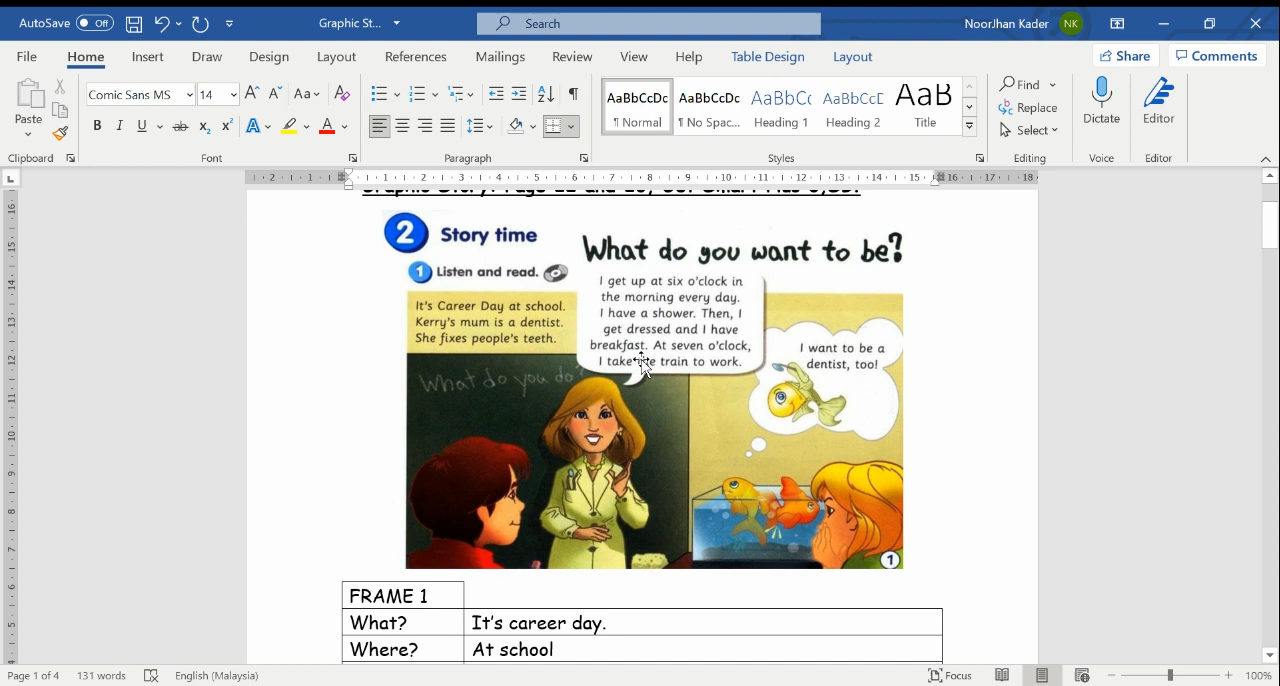 AutoSave Off Graphic St... Search NoorJhan Kader NK
File Home Insert Draw Design Layout References Mailings Review View Help Table Design Layout Share Comments
Paste Comic Sans MS 14 Find
Replace
Select
Dictate Editor
AaBbCcDc AaBbCcDc AaBbCc AaBbCcE AaB
¶ Normal ¶ No Spac... Heading 1 Heading 2 Title
Clipboard Font Paragraph Styles Editing Voice Editor
2 Story time
What do you want to be?
1 Listen and read.
It's Career Day at school.
Kerry's mum is a dentist.
She fixes people's teeth.
I get up at six o'clock in
the morning every day.
I have a shower. Then, I
get dressed and I have
breakfast. At seven o'clock,
I take the train to work.
I want to be a
dentist, too!
What do you do?
1
FRAME 1
What? It's career day.
Where? At school
Page 1 of 4 131 words English (Malaysia) Focus 100%